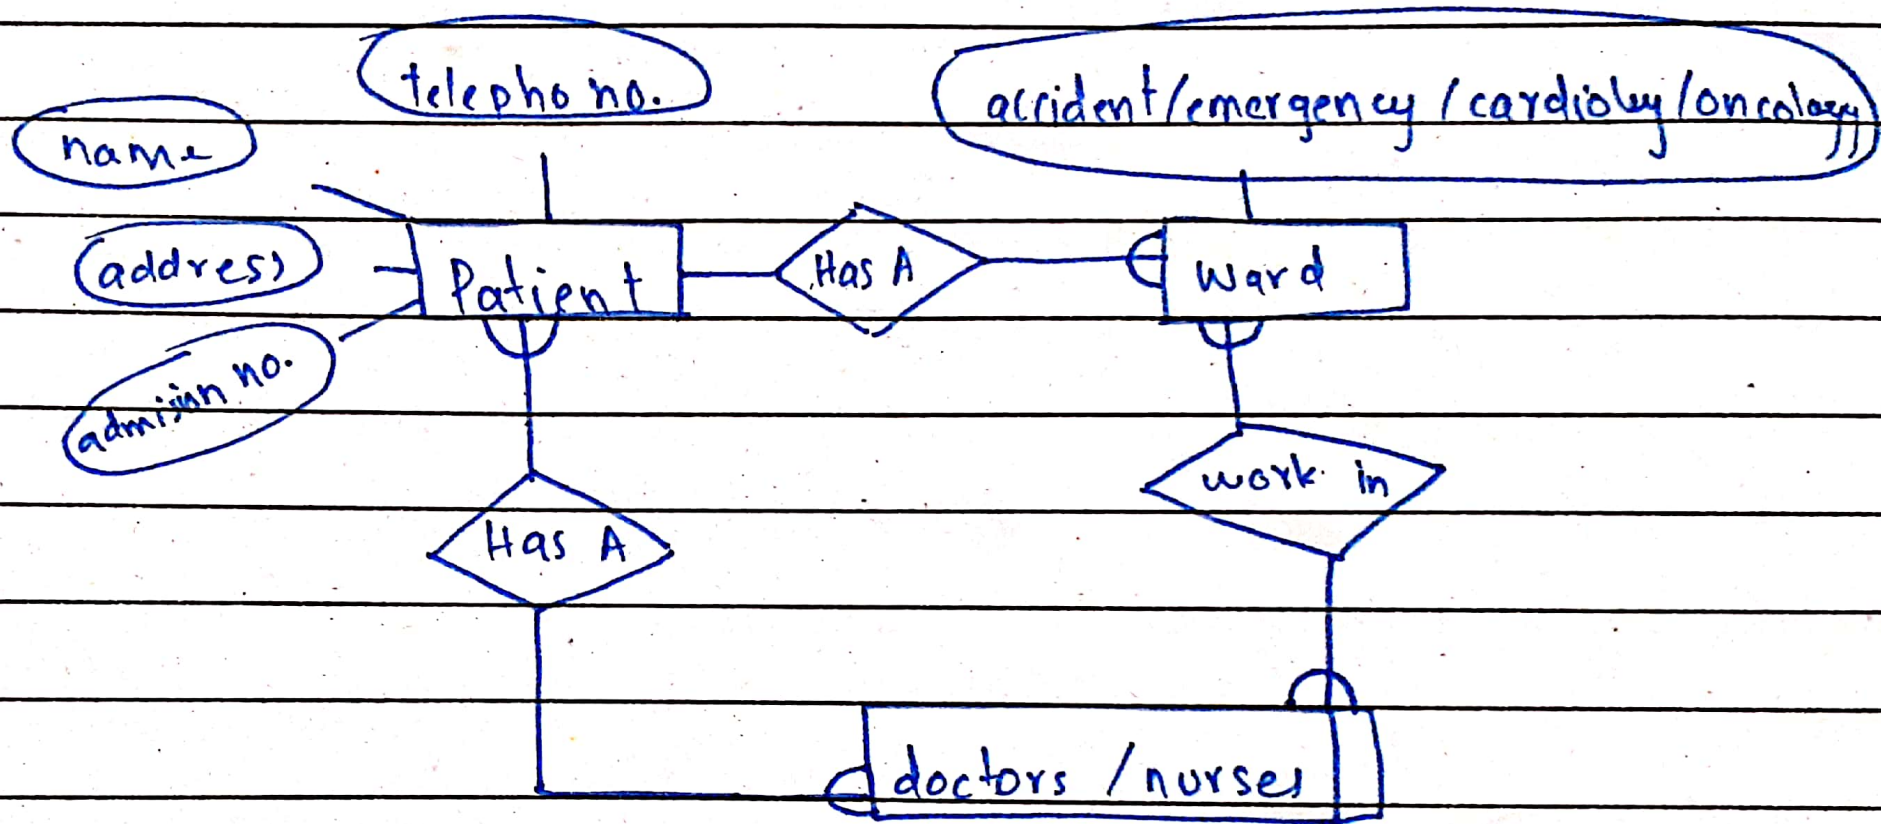 telepho no.
accident/emergency/cardioloy/oncology
name
address
Patient
Has A
Ward
admision no.
work in
Has A
doctors / nurses